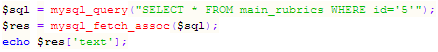 $sql = mysql_query("SELECT * FROM main_rubrics WHERE id='5'");
$res = mysql_fetch_assoc($sql);
echo $res['text'];